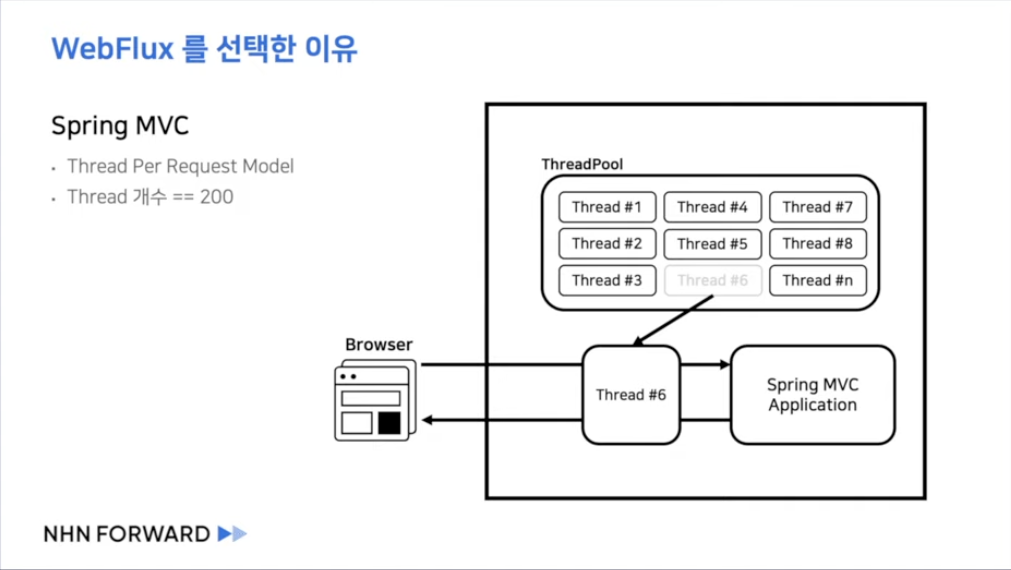 WebFlux 를 선택한 이유
Spring MVC
· Thread Per Request Model
· Thread 개수 == 200
ThreadPool
Thread #1
Thread #4
Thread #7
Thread #2
Thread #5
Thread #8
Thread #3
Thread #6
Thread #n
Browser
Thread #6
Spring MVC
Application
NHN FORWARD